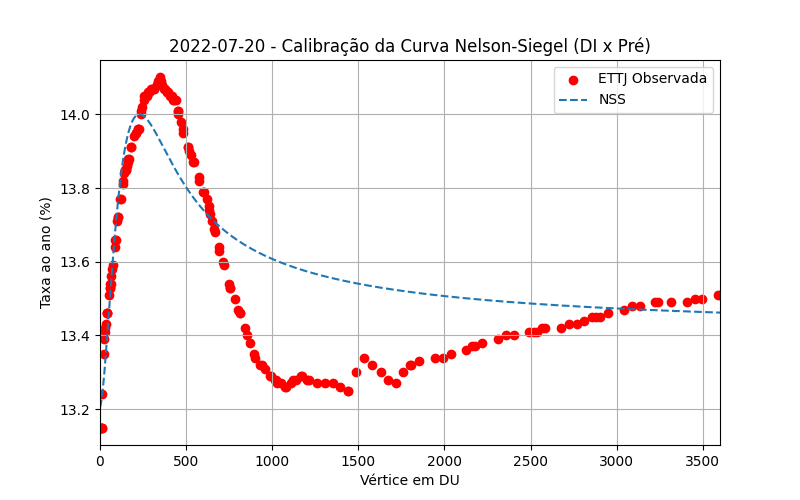 2022-07-20 - Calibração da Curva Nelson-Siegel (DI x Pré)
ETTJ Observada
NSS
Taxa ao ano (%)
14.0
13.8
13.6
13.4
13.2
0
500
1000
1500
2000
2500
3000
3500
Vértice em DU